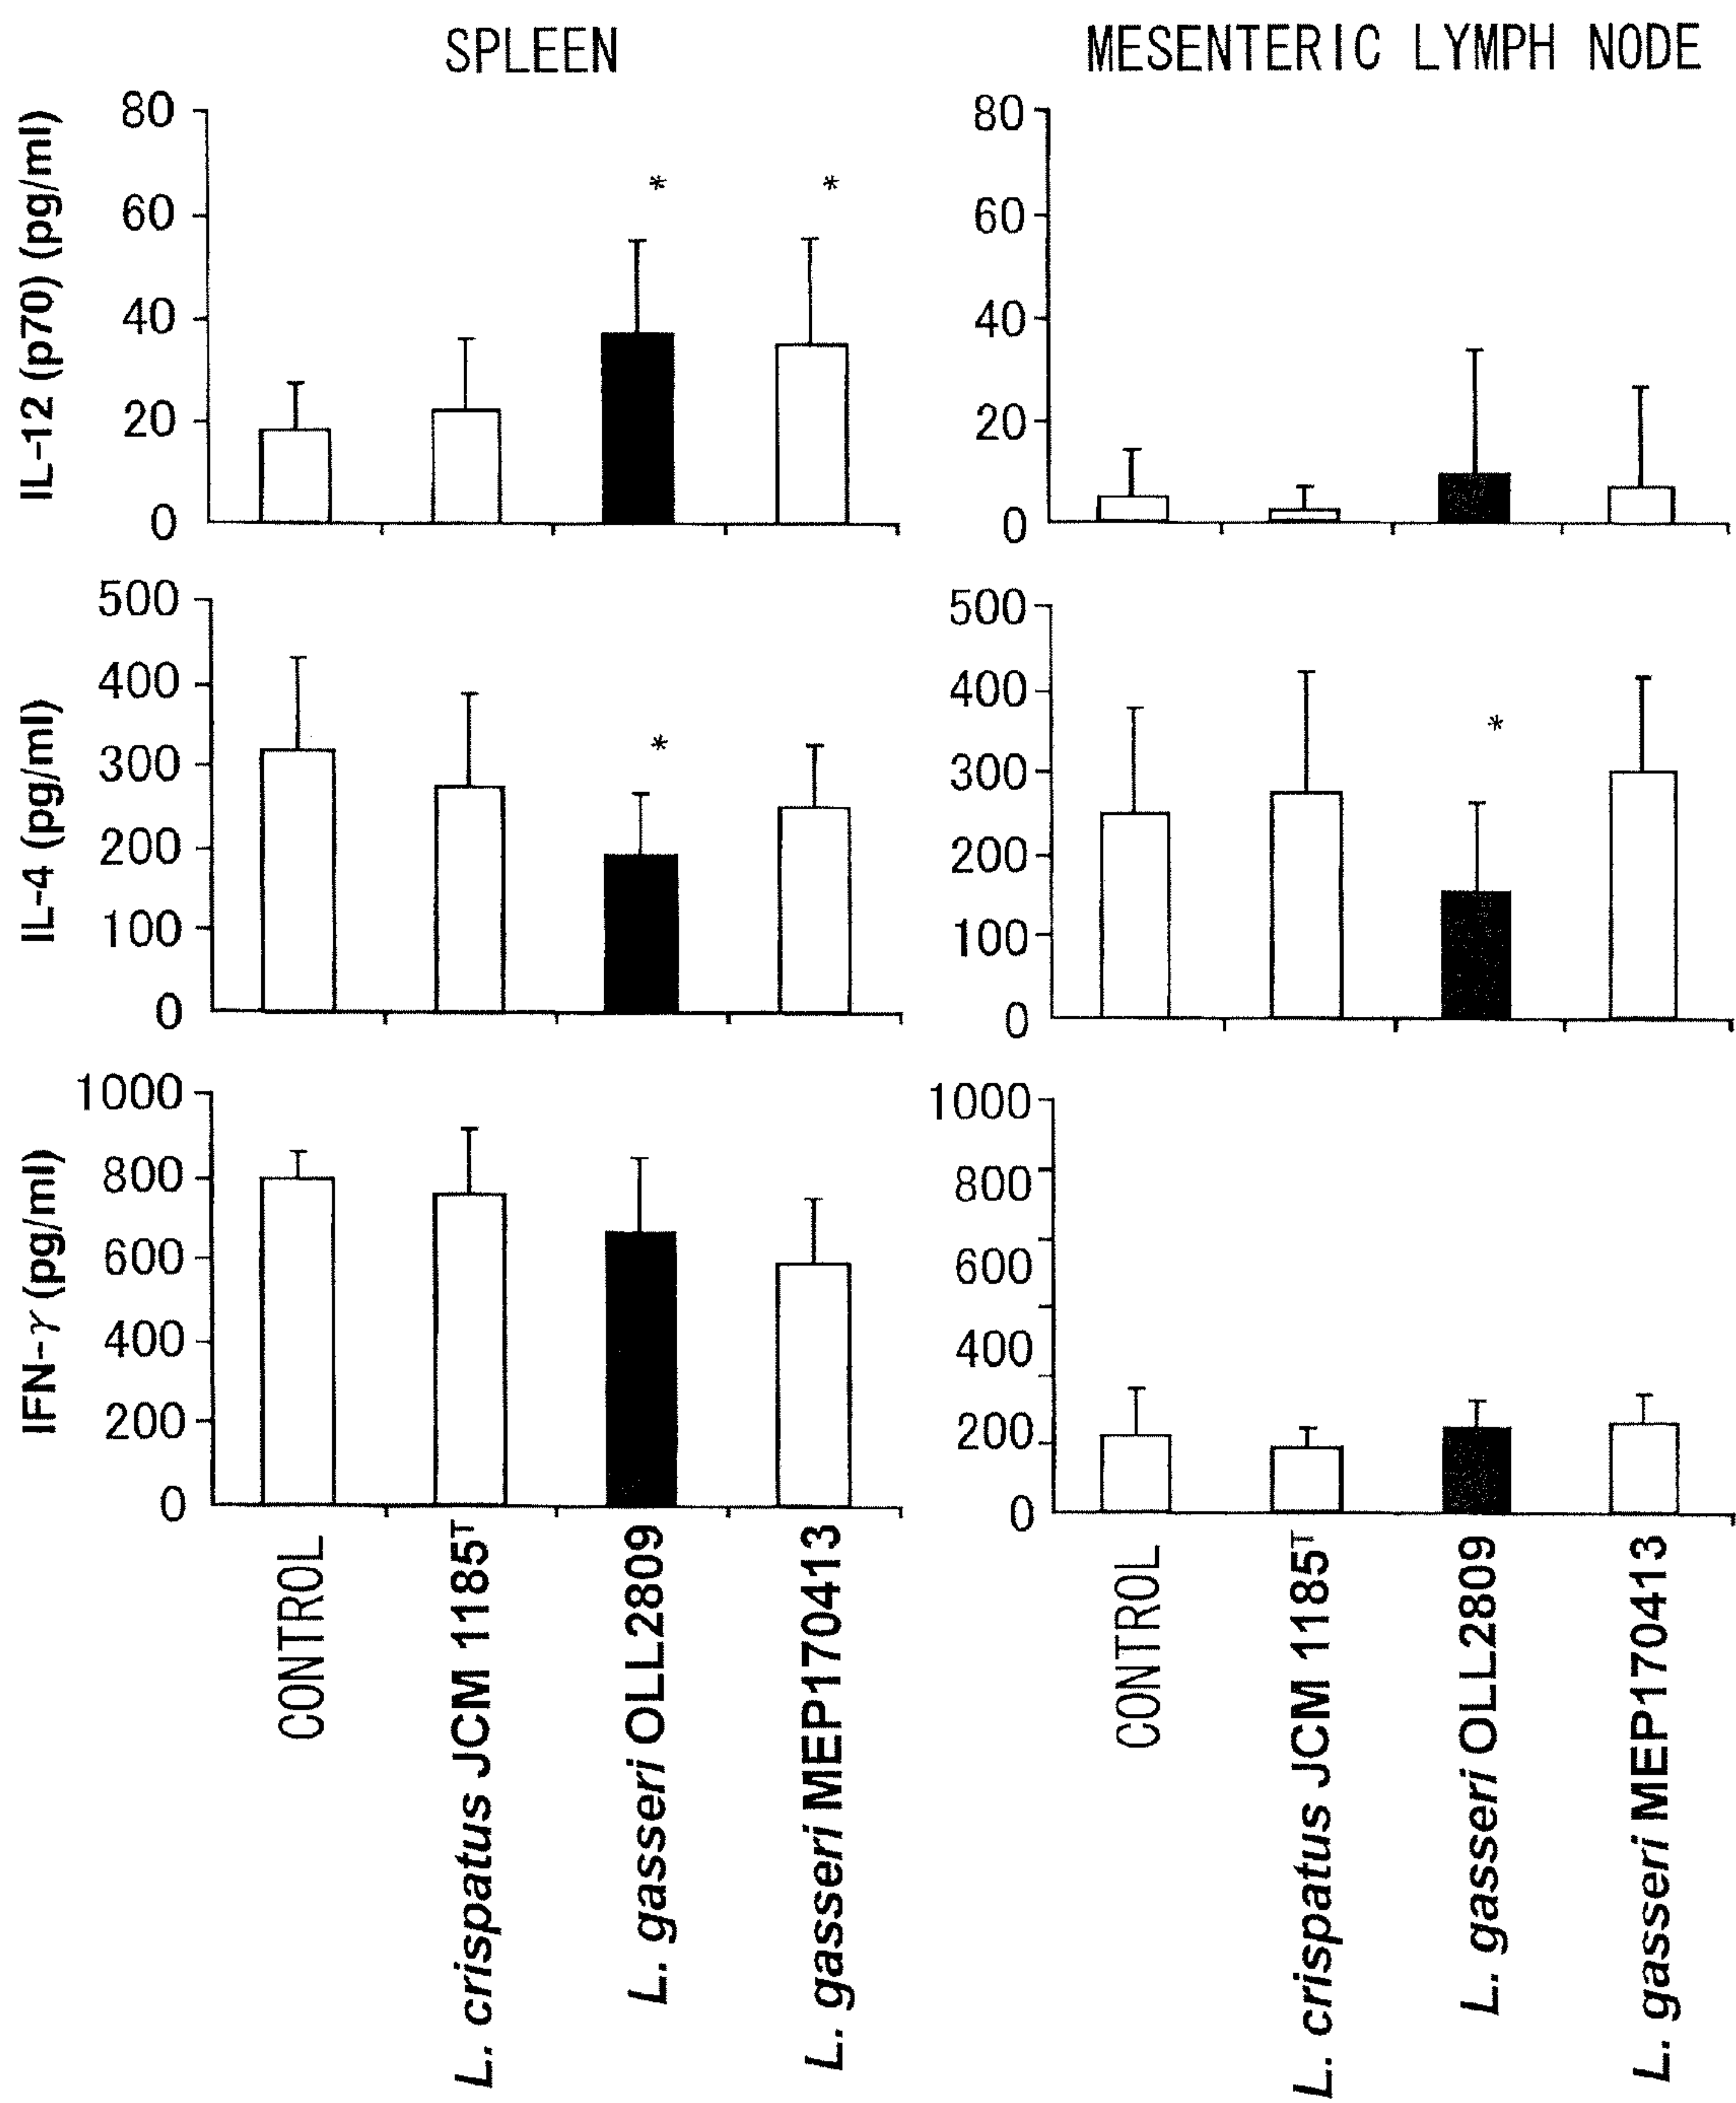 SPLEEN
MESENTERIC LYMPH NODE
IL-12 (p70) (pg/ml)
80
60
40
20
0
*
*
80
60
40
20
0
IL-4 (pg/ml)
500
400
300
200
100
0
*
500
400
300
200
100
0
*
IFN-γ (pg/ml)
1000
800
600
400
200
0
1000
800
600
400
200
0
CONTROL
L. crispatus JCM 1185ᵀ
L. gasseri OLL2809
L. gasseri MEP170413
CONTROL
L. crispatus JCM 1185ᵀ
L. gasseri OLL2809
L. gasseri MEP170413